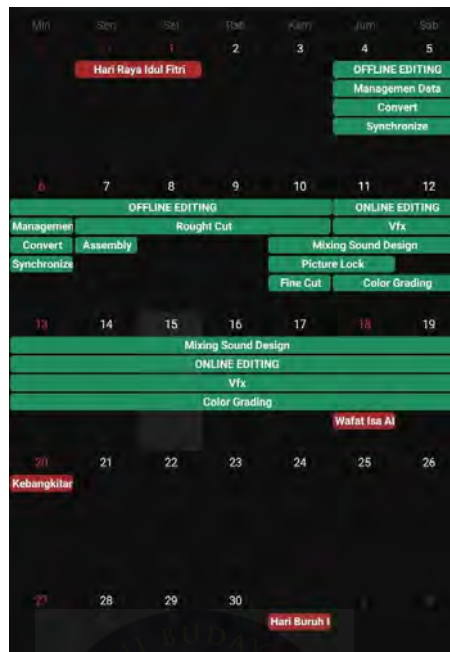 Min Sen Sel Rab Kam Jum Sab
1 2 3 4 5
Hari Raya Idul Fitri OFFLINE EDITING
Managemen Data
Convert
Synchronize
6 7 8 9 10 11 12
OFFLINE EDITING ONLINE EDITING
Managemen Rought Cut Vfx
Convert Assembly Mixing Sound Design
Synchronize Picture Lock
Fine Cut Color Grading
13 14 15 16 17 18 19
Mixing Sound Design
ONLINE EDITING
Vfx
Color Grading
Wafat Isa Al
20 21 22 23 24 25 26
Kebangkitan
27 28 29 30
Hari Buruh I